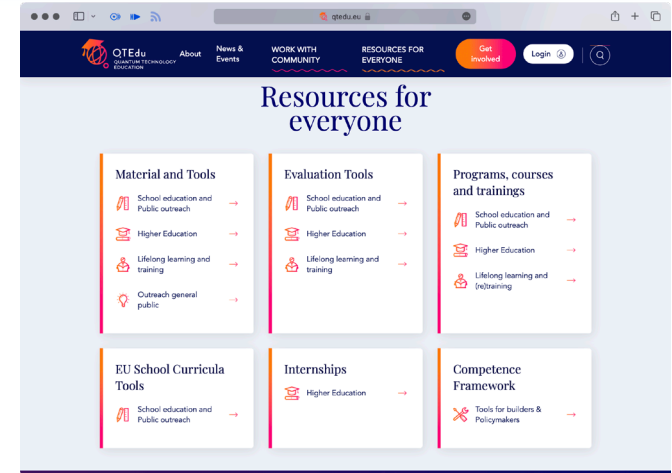 qtedu.eu
QTEdu
QUANTUM TECHNOLOGY
EDUCATION
About
News &
Events
WORK WITH
COMMUNITY
RESOURCES FOR
EVERYONE
Get
involved
Login
Resources for
everyone
Material and Tools
School education and
Public outreach
Higher Education
Lifelong learning and
training
Outreach general
public
Evaluation Tools
School education and
Public outreach
Higher Education
Lifelong learning and
training
Programs, courses
and trainings
School education and
Public outreach
Higher Education
Lifelong learning and
(re)training
EU School Curricula
Tools
School education and
Public outreach
Internships
Higher Education
Competence
Framework
Tools for builders &
Policymakers